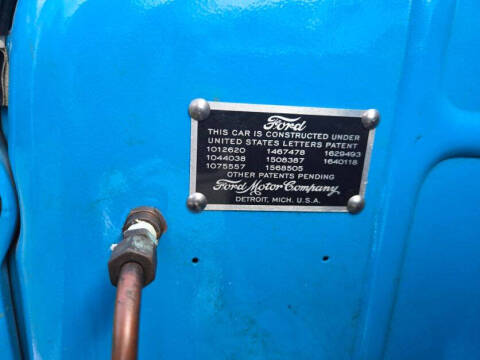 Ford
THIS CAR IS CONSTRUCTED UNDER
UNITED STATES LETTERS PATENT
1012620 1467478 1629493
1044038 1508387 1640118
1075557 1568505
OTHER PATENTS PENDING
Ford Motor Company
DETROIT, MICH. U.S.A.